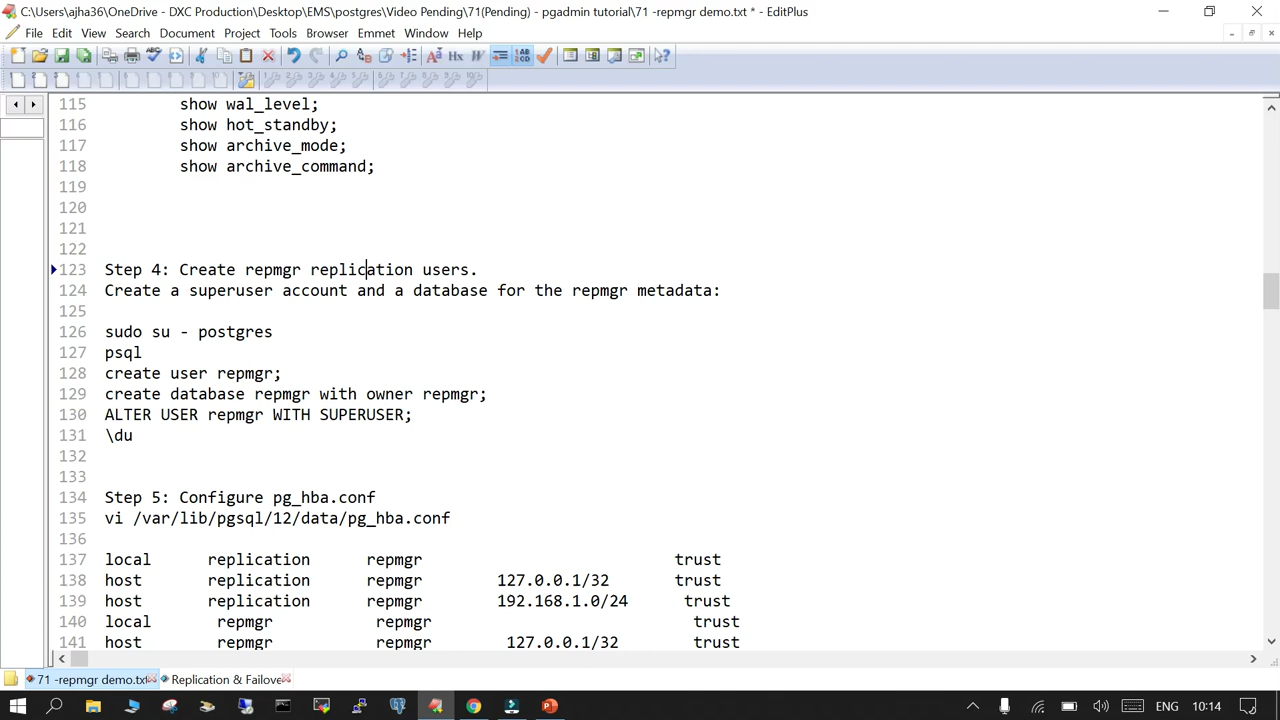 C:\Users\ajha36\OneDrive - DXC Production\Desktop\EMS\postgres\Video Pending\71(Pending) - pgadmin tutorial\71 -repmgr demo.txt * - EditPlus
File Edit View Search Document Project Tools Browser Emmet Window Help
115 show wal_level;
116 show hot_standby;
117 show archive_mode;
118 show archive_command;
119
120
121
122
123 Step 4: Create repmgr replication users.
124 Create a superuser account and a database for the repmgr metadata:
125
126 sudo su - postgres
127 psql
128 create user repmgr;
129 create database repmgr with owner repmgr;
130 ALTER USER repmgr WITH SUPERUSER;
131 \du
132
133
134 Step 5: Configure pg_hba.conf
135 vi /var/lib/pgsql/12/data/pg_hba.conf
136
137 local replication repmgr trust
138 host replication repmgr 127.0.0.1/32 trust
139 host replication repmgr 192.168.1.0/24 trust
140 local repmgr repmgr trust
141 host repmgr repmgr 127.0.0.1/32 trust
71 -repmgr demo.txt Replication & Failove
ENG 10:14